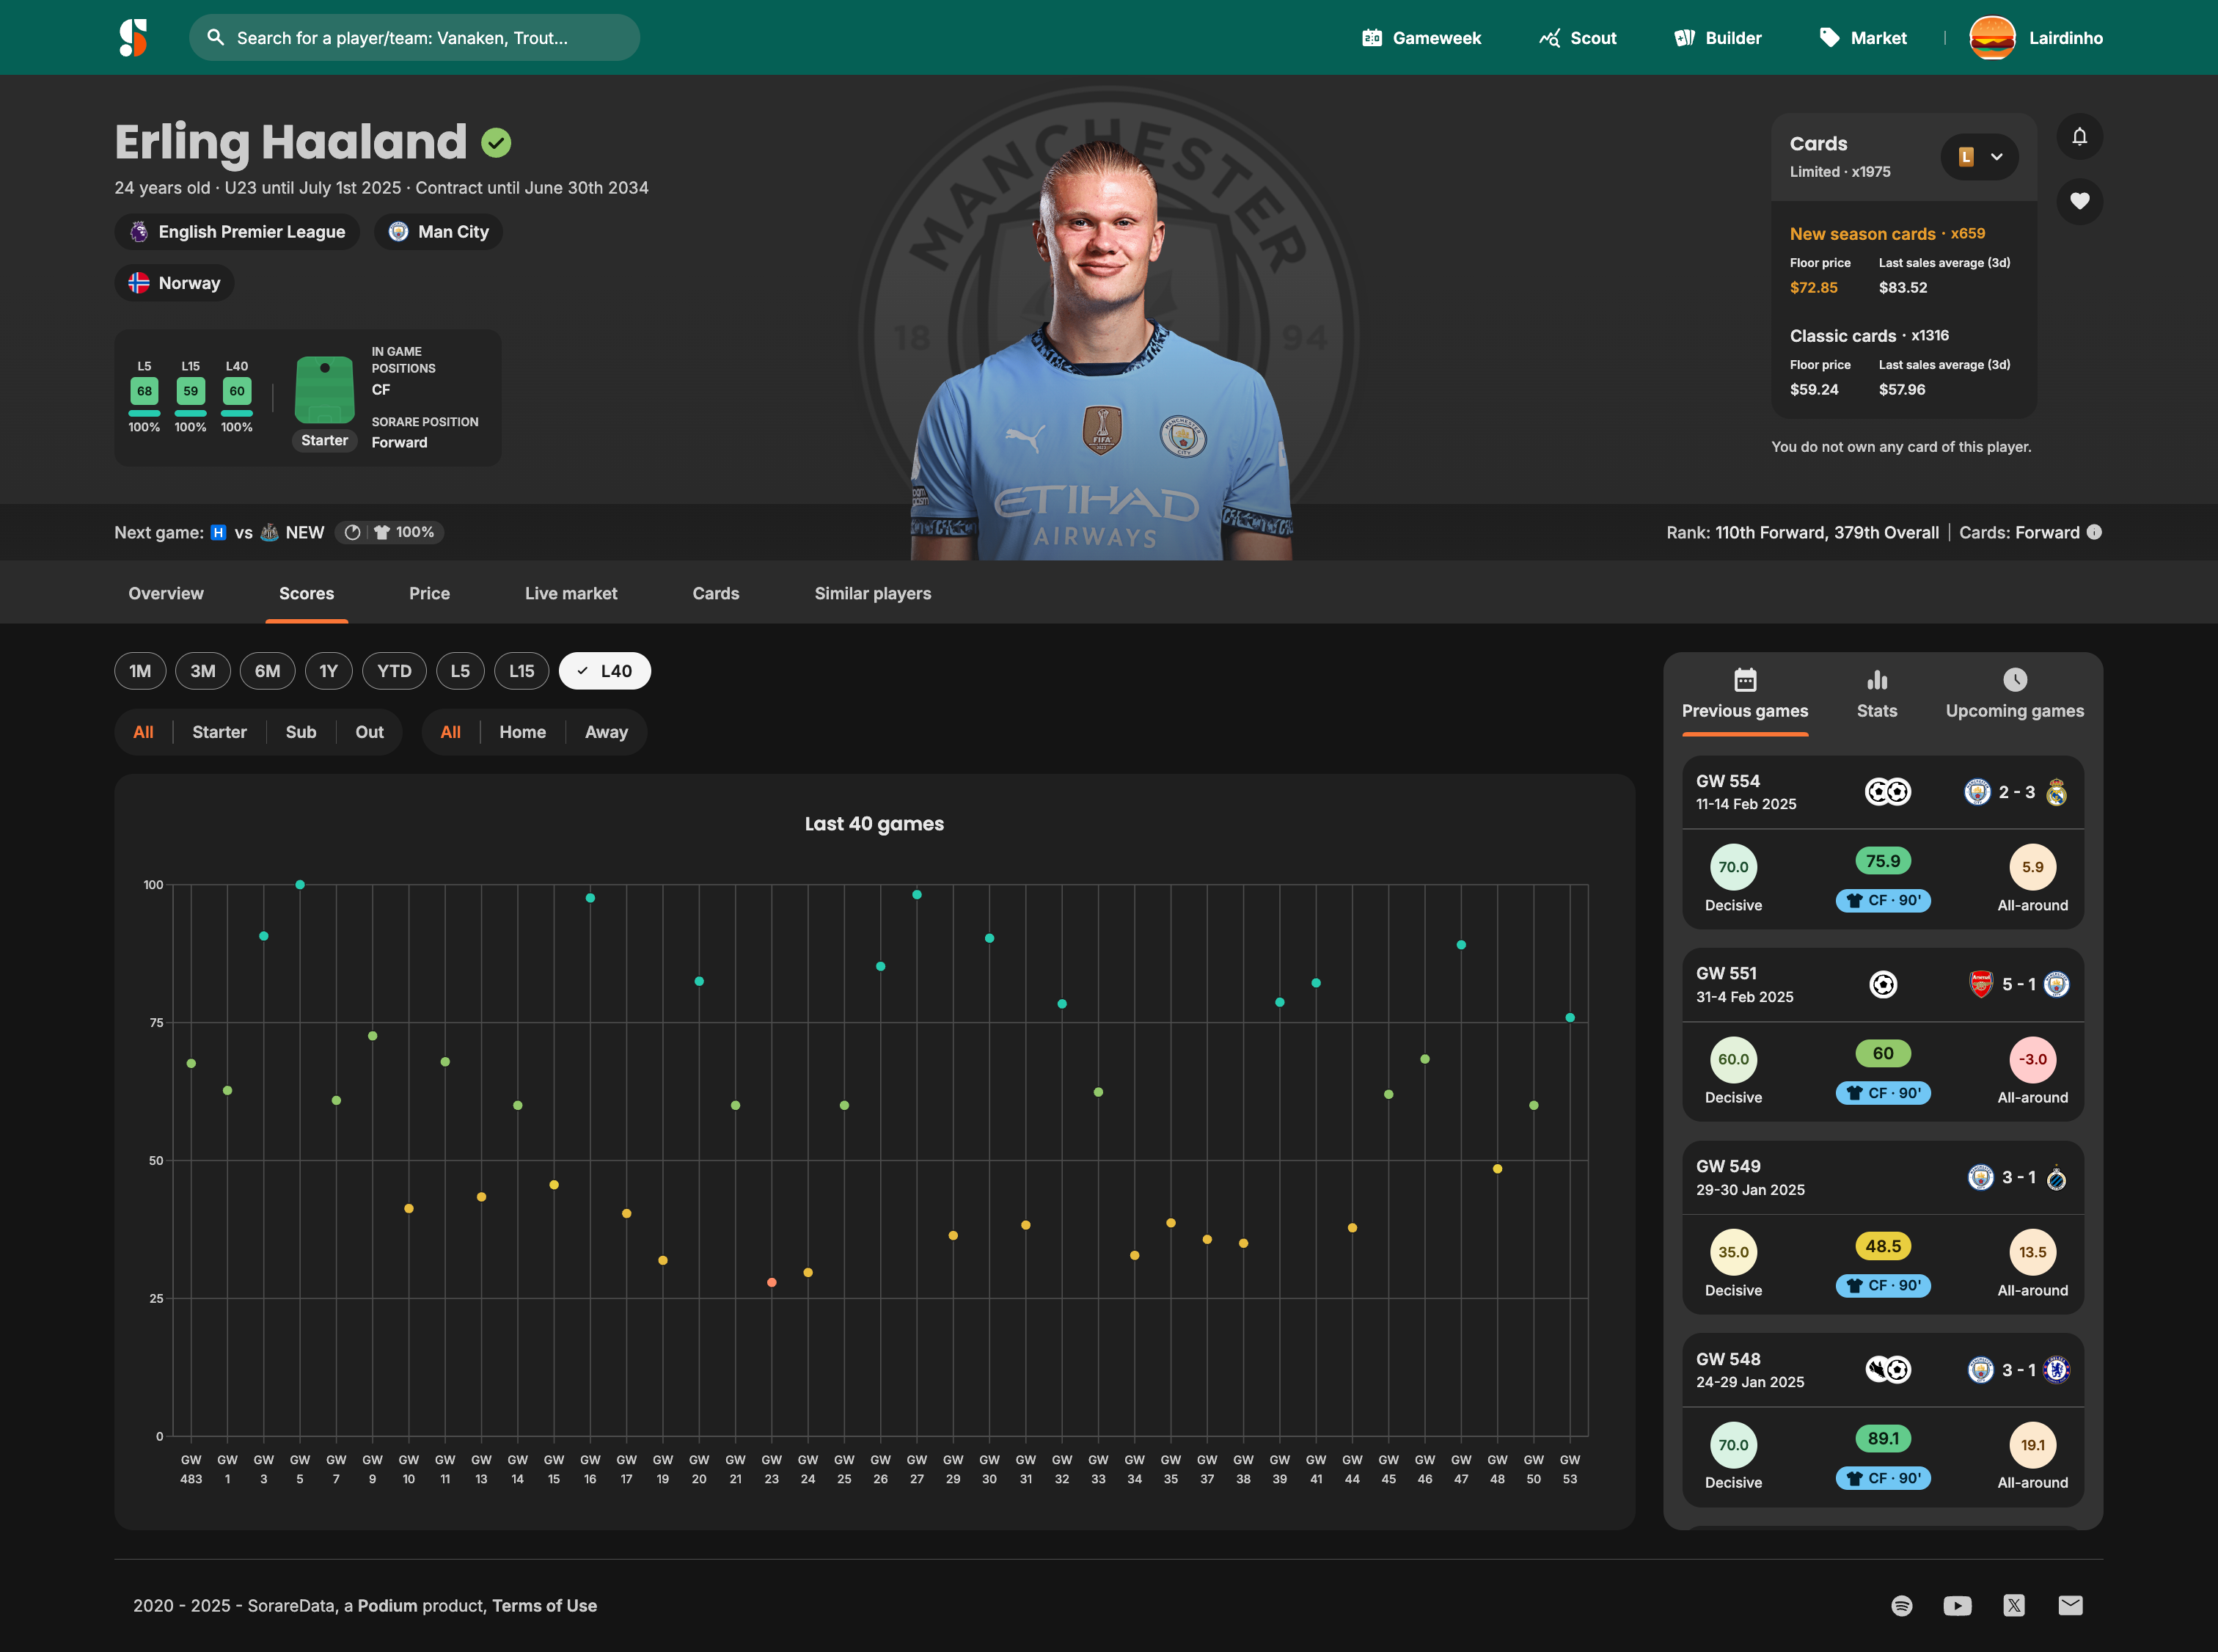 Search for a player/team: Vanaken, Trout...
Gameweek
Scout
Builder
Market
Lairdinho
Erling Haaland
24 years old · U23 until July 1st 2025 · Contract until June 30th 2034
English Premier League
Man City
Norway
L5 L15 L40
68 59 60
100% 100% 100%
Starter
IN GAME
POSITIONS
CF
SORARE POSITION
Forward
MANCHESTER
18 94
FIFA
ETIHAD
AIRWAYS
Cards
Limited · x1975
L
New season cards · x659
Floor price Last sales average (3d)
$72.85 $83.52
Classic cards · x1316
Floor price Last sales average (3d)
$59.24 $57.96
You do not own any card of this player.
Next game: H vs NEW 100%
Rank: 110th Forward, 379th Overall | Cards: Forward
Overview Scores Price Live market Cards Similar players
1M 3M 6M 1Y YTD L5 L15 L40
All Starter Sub Out
All Home Away
Last 40 games
100
75
50
25
0
GW GW GW GW GW GW GW GW GW GW GW GW GW GW GW GW GW GW GW GW GW GW GW GW GW GW GW GW GW GW GW GW GW GW GW GW GW GW GW
483 1 3 5 7 9 10 11 13 14 15 16 17 19 20 21 23 24 25 26 27 29 30 31 32 33 34 35 37 38 39 41 44 45 46 47 48 50 53
Previous games Stats Upcoming games
GW 554
11-14 Feb 2025
2 - 3
70.0 75.9 5.9
CF · 90'
Decisive All-around
GW 551
31-4 Feb 2025
5 - 1
60.0 60 -3.0
CF · 90'
Decisive All-around
GW 549
29-30 Jan 2025
3 - 1
35.0 48.5 13.5
CF · 90'
Decisive All-around
GW 548
24-29 Jan 2025
3 - 1
70.0 89.1 19.1
CF · 90'
Decisive All-around
2020 - 2025 - SorareData, a Podium product, Terms of Use